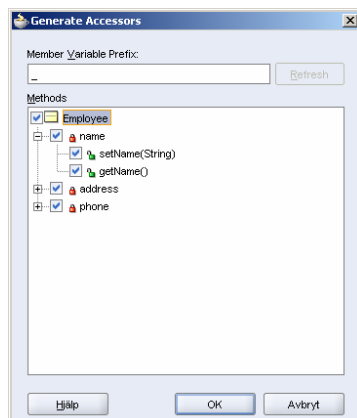 Generate Accessors
Member Variable Prefix:
_
Refresh
Methods
Employee
name
setName(String)
getName()
address
phone
Hjälp
OK
Avbryt